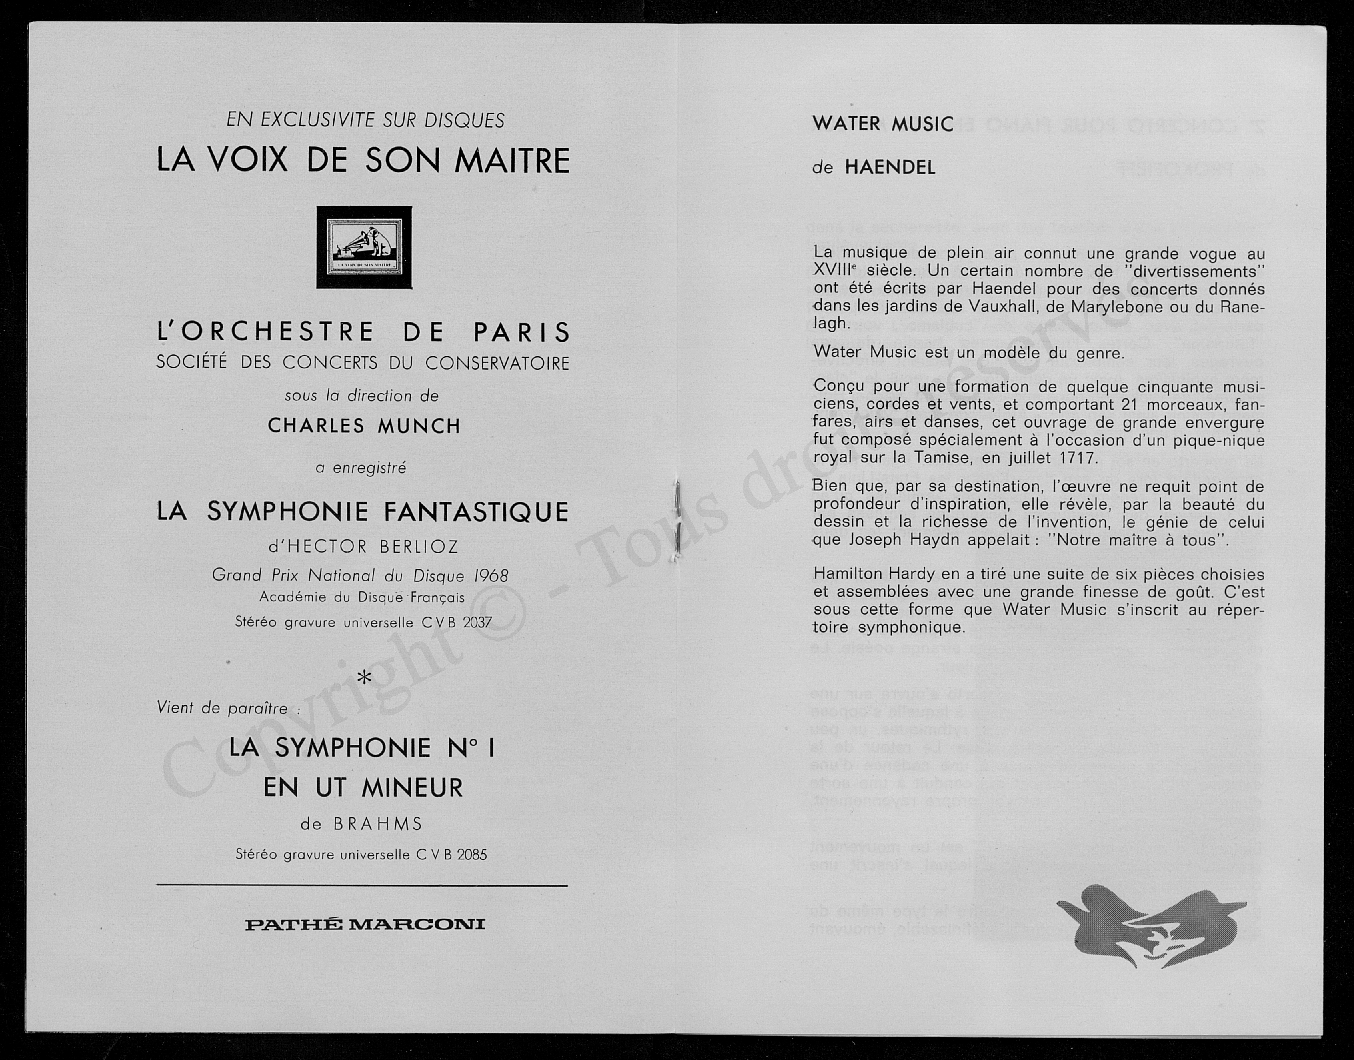 EN EXCLUSIVITE SUR DISQUES
LA VOIX DE SON MAITRE
LA VOIX DE SON MAITRE
L'ORCHESTRE DE PARIS
SOCIÉTÉ DES CONCERTS DU CONSERVATOIRE
sous la direction de
CHARLES MUNCH
a enregistré
LA SYMPHONIE FANTASTIQUE
d'HECTOR BERLIOZ
Grand Prix National du Disque 1968
Académie du Disque Français
Stéréo gravure universelle C V B 2037
*
Vient de paraître :
LA SYMPHONIE N° I
EN UT MINEUR
de BRAHMS
Stéréo gravure universelle C V B 2085
PATHÉ MARCONI
WATER MUSIC
de HAENDEL
La musique de plein air connut une grande vogue au
XVIIIe siècle. Un certain nombre de "divertissements"
ont été écrits par Haendel pour des concerts donnés
dans les jardins de Vauxhall, de Marylebone ou du Rane-
lagh.
Water Music est un modèle du genre.
Conçu pour une formation de quelque cinquante musi-
ciens, cordes et vents, et comportant 21 morceaux, fan-
fares, airs et danses, cet ouvrage de grande envergure
fut composé spécialement à l'occasion d'un pique-nique
royal sur la Tamise, en juillet 1717.
Bien que, par sa destination, l'œuvre ne requit point de
profondeur d'inspiration, elle révèle, par la beauté du
dessin et la richesse de l'invention, le génie de celui
que Joseph Haydn appelait : "Notre maître à tous".
Hamilton Hardy en a tiré une suite de six pièces choisies
et assemblées avec une grande finesse de goût. C'est
sous cette forme que Water Music s'inscrit au réper-
toire symphonique.
Copyright © - Tous droits réservés